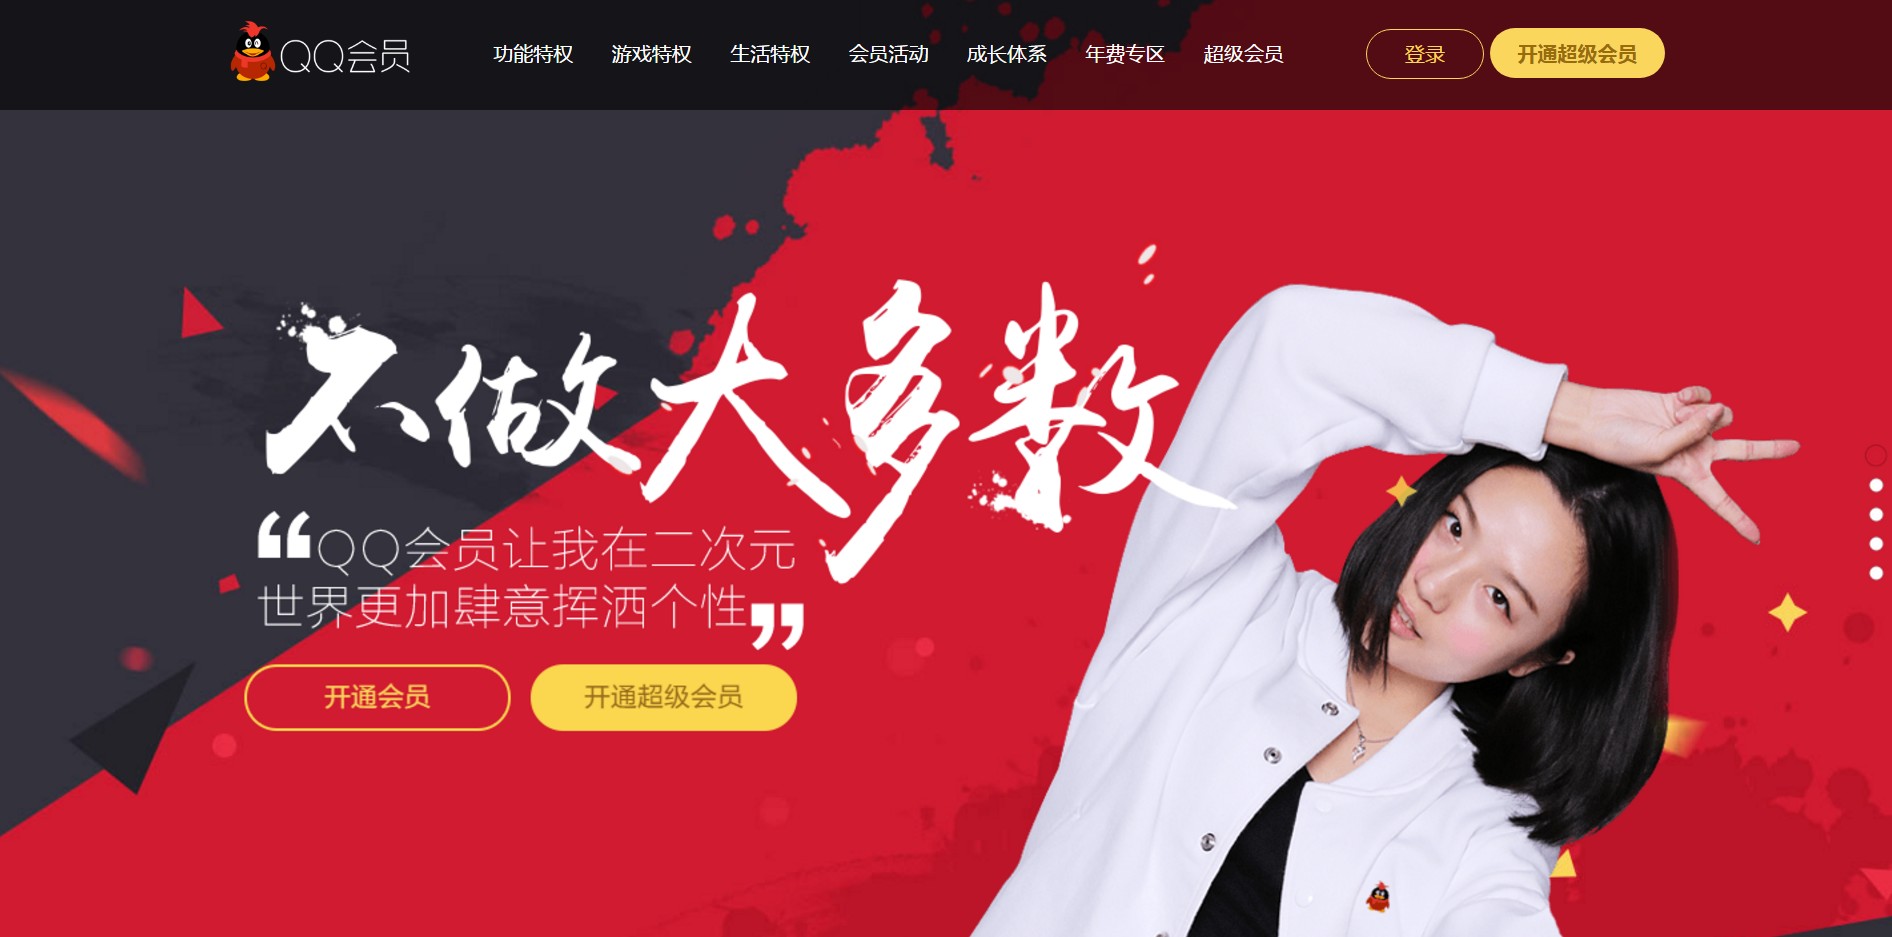 QQ会员
功能特权 游戏特权 生活特权 会员活动 成长体系 年费专区 超级会员
登录 开通超级会员
不做大多数
“QQ会员让我在二次元
世界更加肆意挥洒个性”
开通会员 开通超级会员